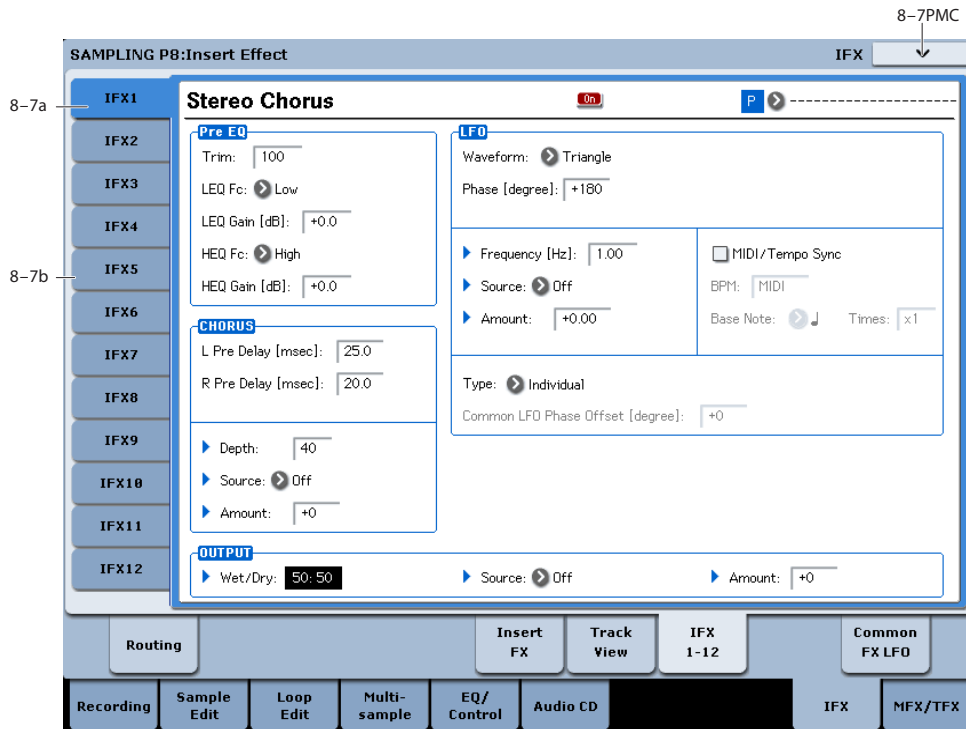 8–7PMC
SAMPLING P8:Insert Effect
IFX
8–7a
IFX1
IFX2
IFX3
IFX4
8–7b
IFX5
IFX6
IFX7
IFX8
IFX9
IFX10
IFX11
IFX12
Stereo Chorus
On
P
--------------------
Pre EQ
Trim: 100
LEQ Fc: Low
LEQ Gain [dB]: +0.0
HEQ Fc: High
HEQ Gain [dB]: +0.0
CHORUS
L Pre Delay [msec]: 25.0
R Pre Delay [msec]: 20.0
Depth: 40
Source: Off
Amount: +0
LFO
Waveform: Triangle
Phase [degree]: +180
Frequency [Hz]: 1.00
Source: Off
Amount: +0.00
MIDI/Tempo Sync
BPM: MIDI
Base Note: ♩ Times: x1
Type: Individual
Common LFO Phase Offset [degree]: +0
OUTPUT
Wet/Dry: 50:50
Source: Off
Amount: +0
Routing
Insert
FX
Track
View
IFX
1-12
Common
FX LFO
Recording
Sample
Edit
Loop
Edit
Multi-
sample
EQ/
Control
Audio CD
IFX
MFX/TFX